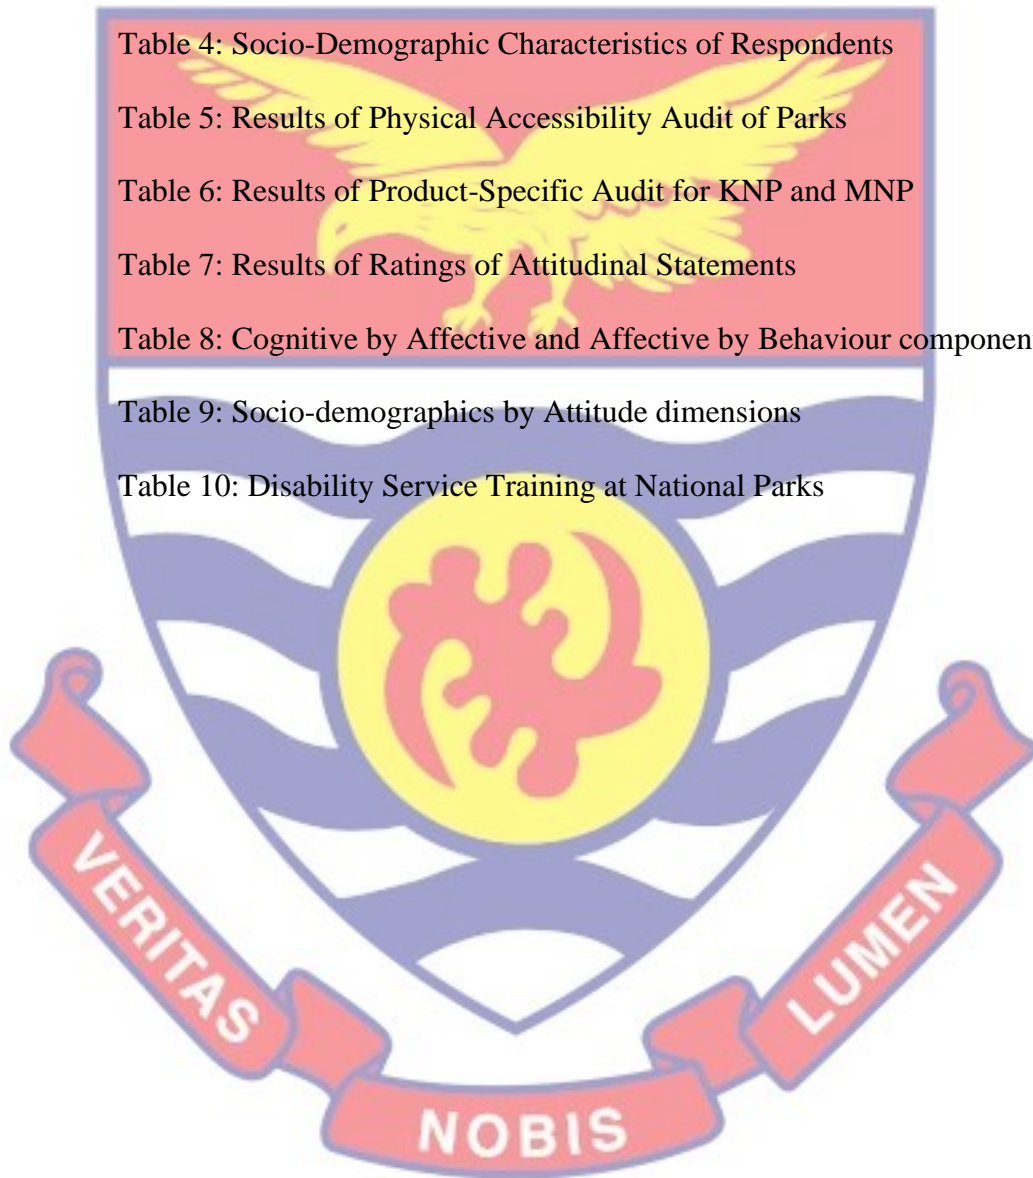 Table 4: Socio-Demographic Characteristics of Respondents
Table 5: Results of Physical Accessibility Audit of Parks
Table 6: Results of Product-Specific Audit for KNP and MNP
Table 7: Results of Ratings of Attitudinal Statements
Table 8: Cognitive by Affective and Affective by Behaviour componen
Table 9: Socio-demographics by Attitude dimensions
Table 10: Disability Service Training at National Parks
VERITAS
NOBIS
LUMEN